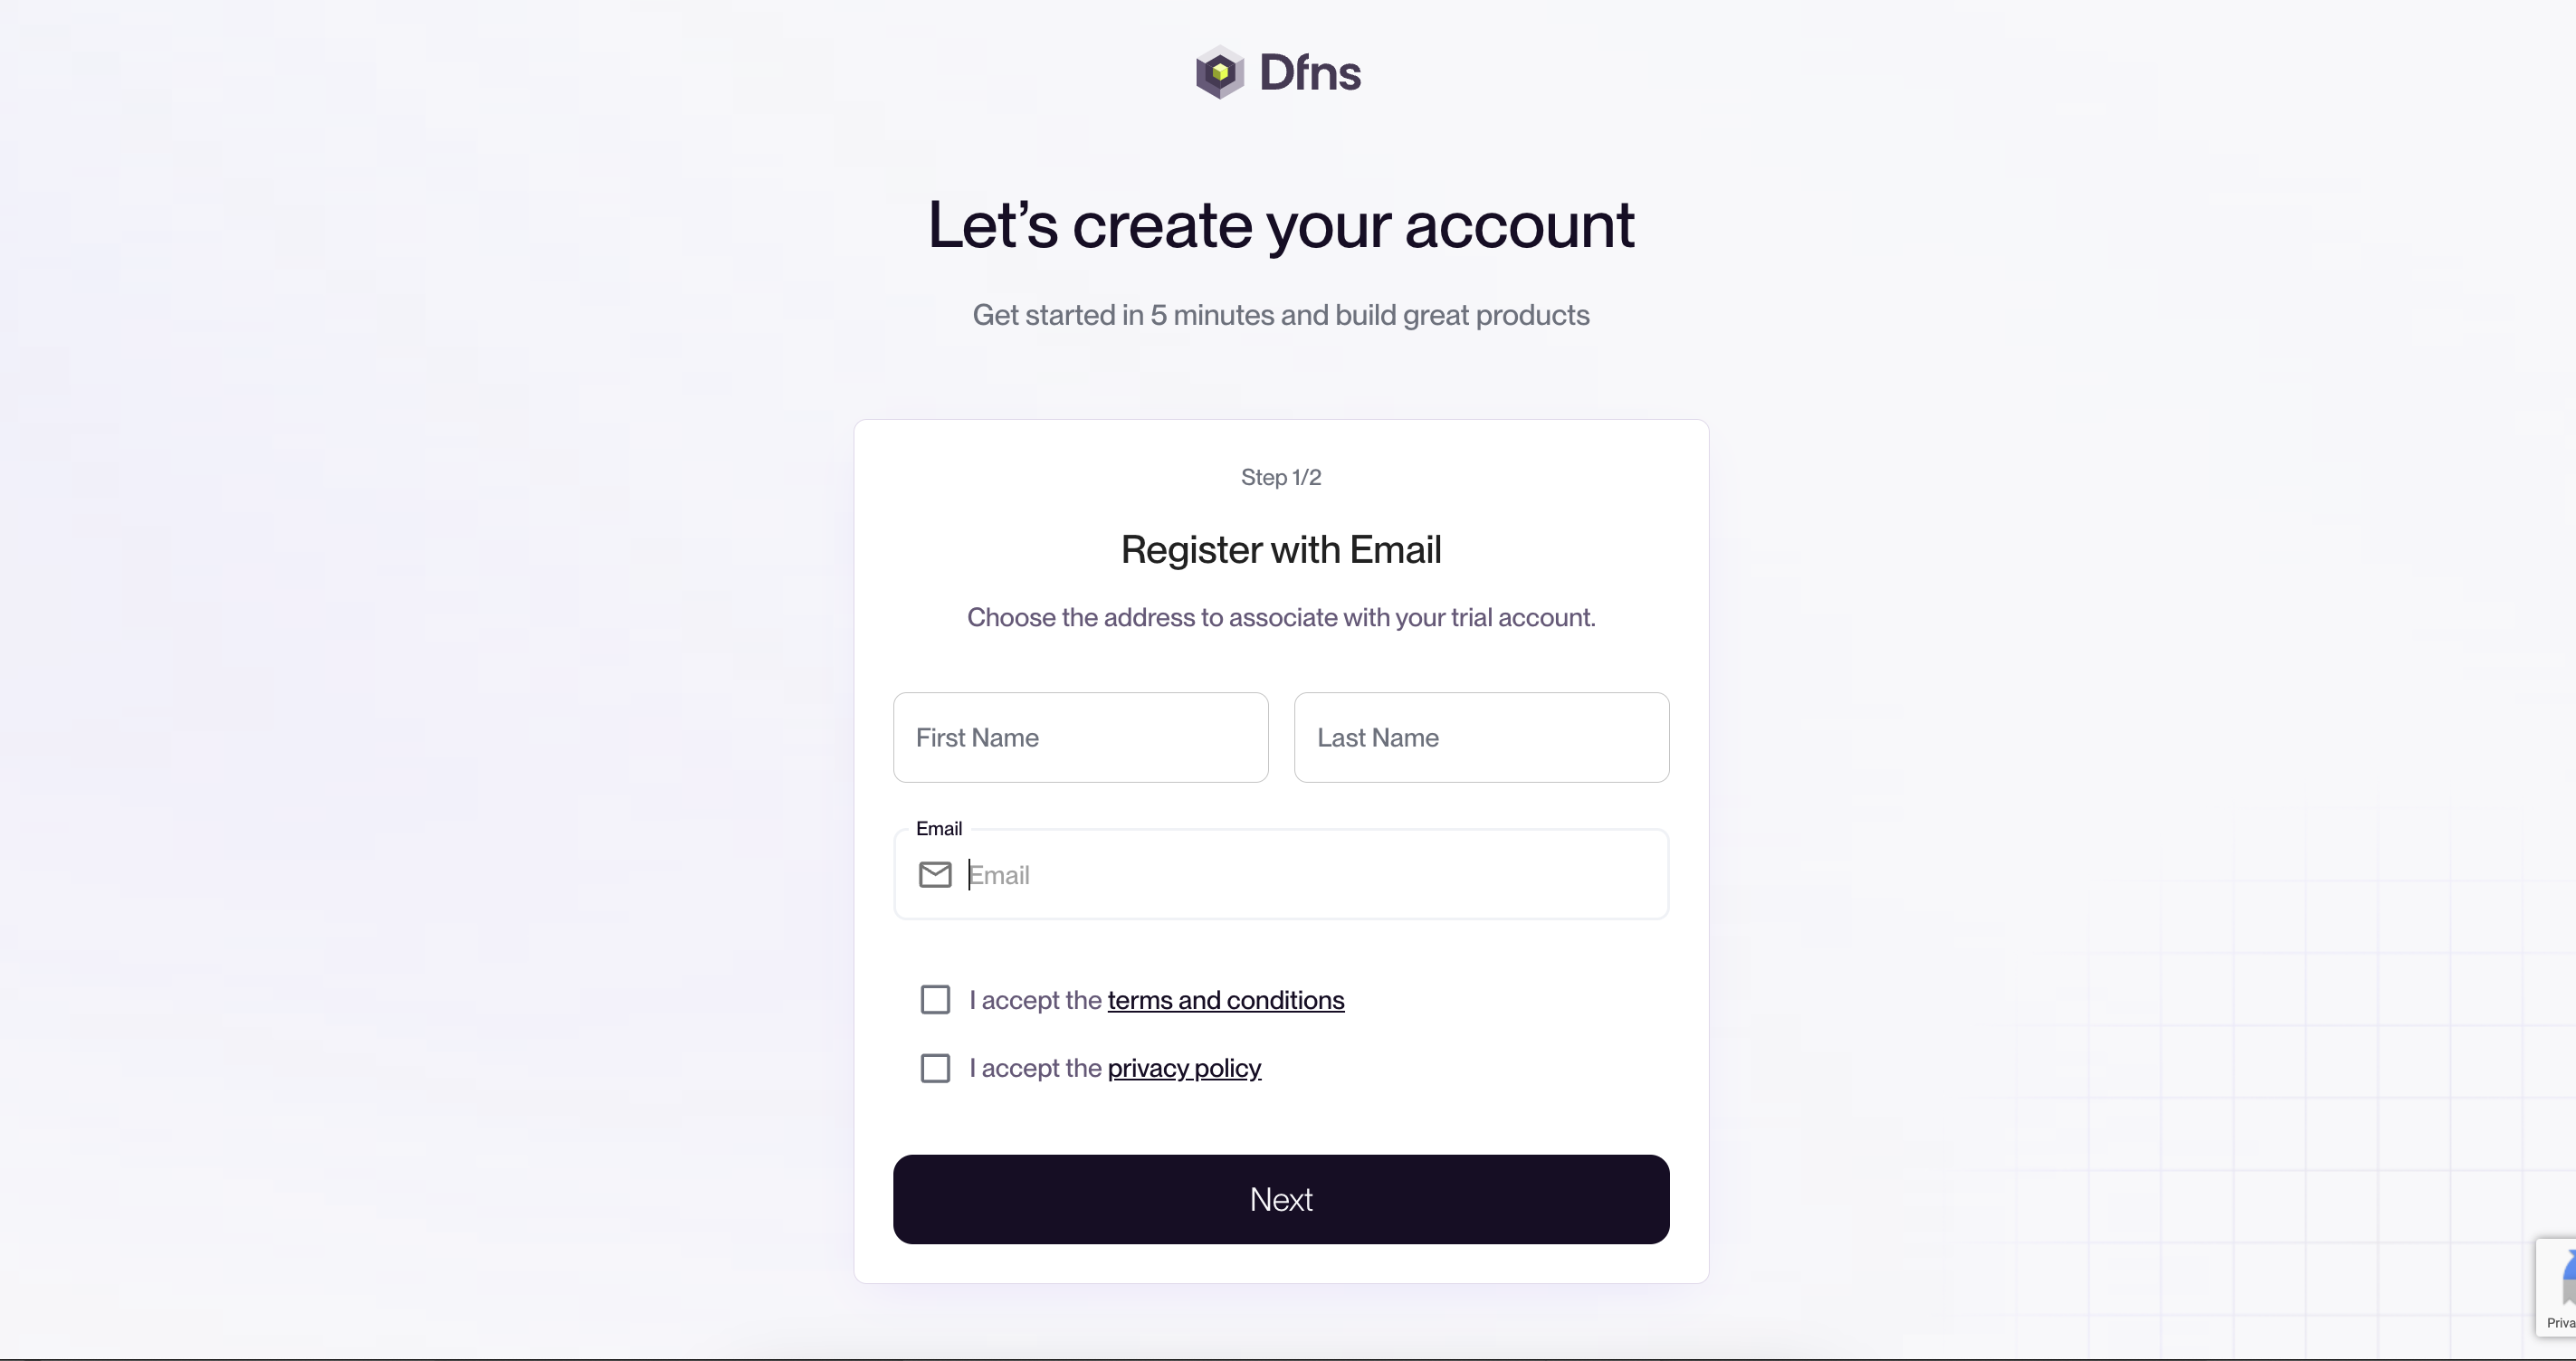 Dfns
Let’s create your account
Get started in 5 minutes and build great products
Step 1/2
Register with Email
Choose the address to associate with your trial account.
First Name
Last Name
Email
Email
I accept the terms and conditions
I accept the privacy policy
Next